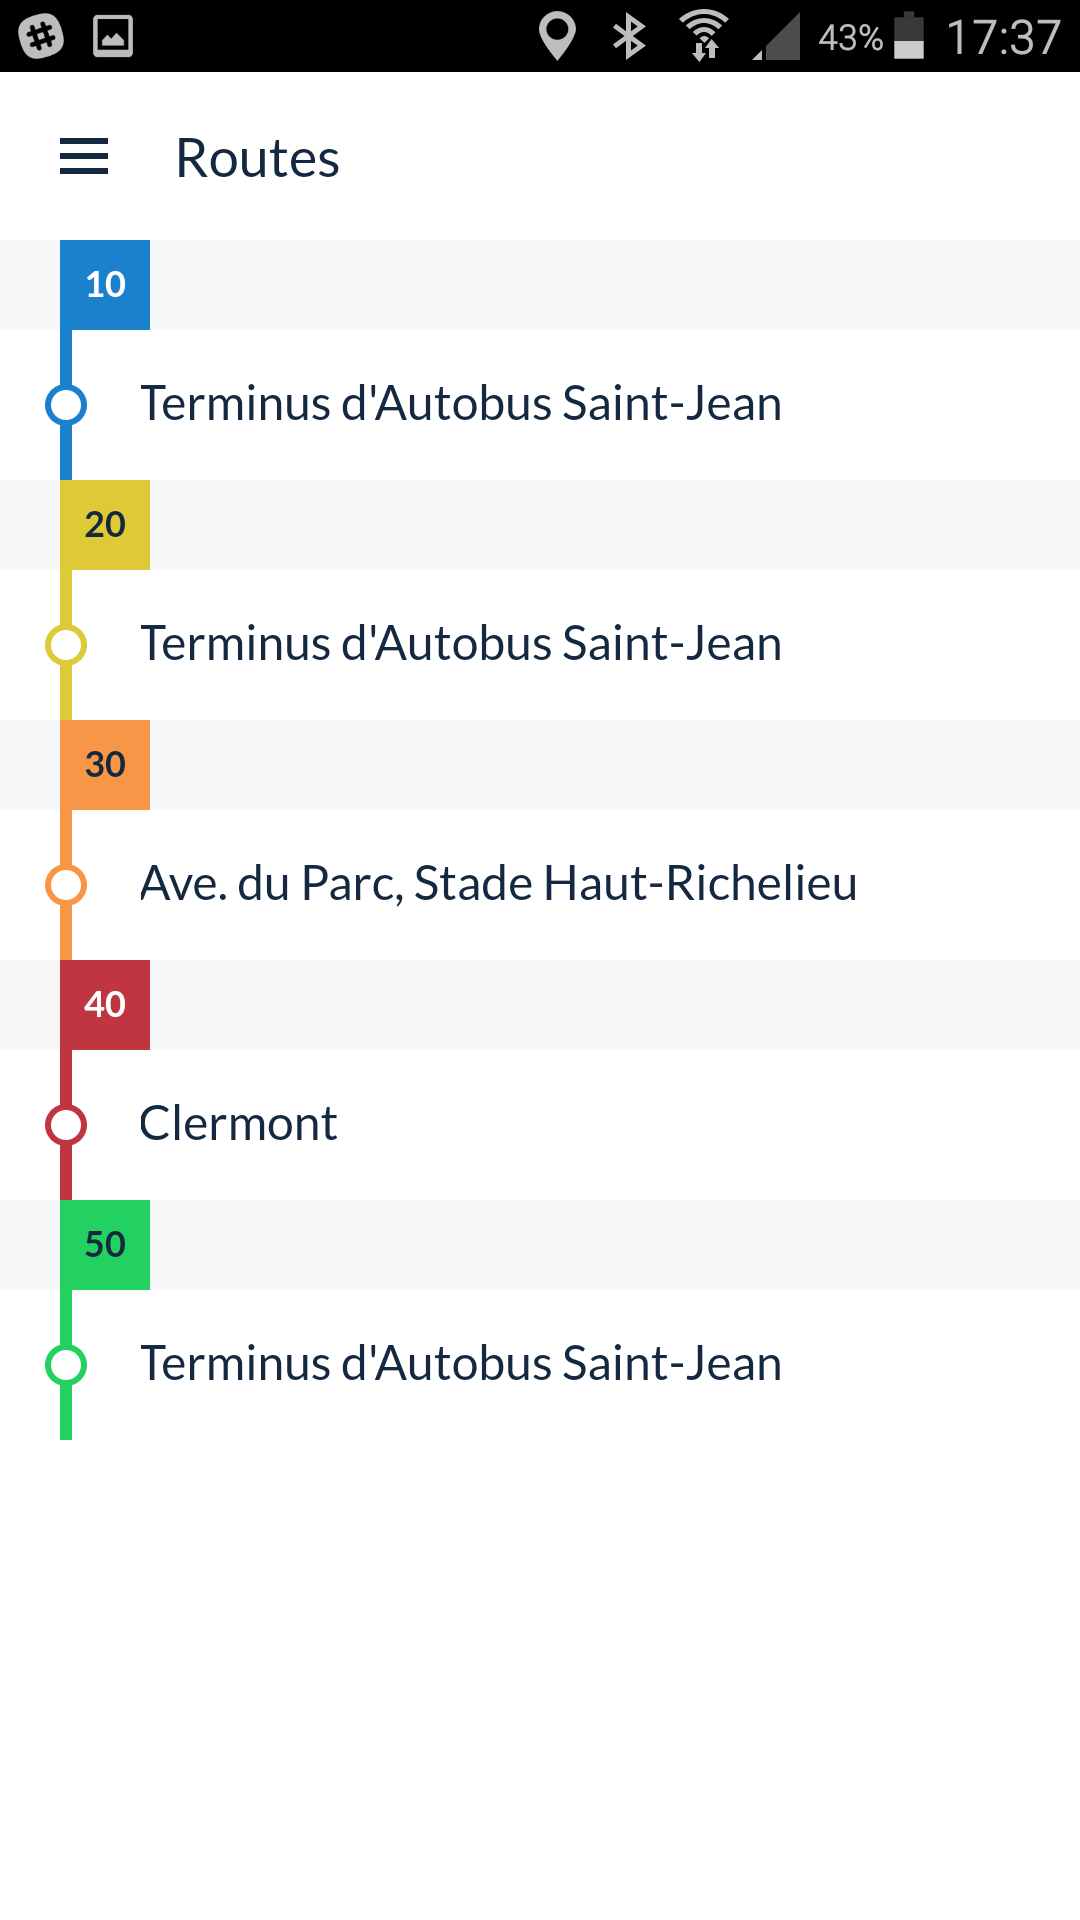 43% 17:37
Routes
10
Terminus d'Autobus Saint-Jean
20
Terminus d'Autobus Saint-Jean
30
Ave. du Parc, Stade Haut-Richelieu
40
Clermont
50
Terminus d'Autobus Saint-Jean